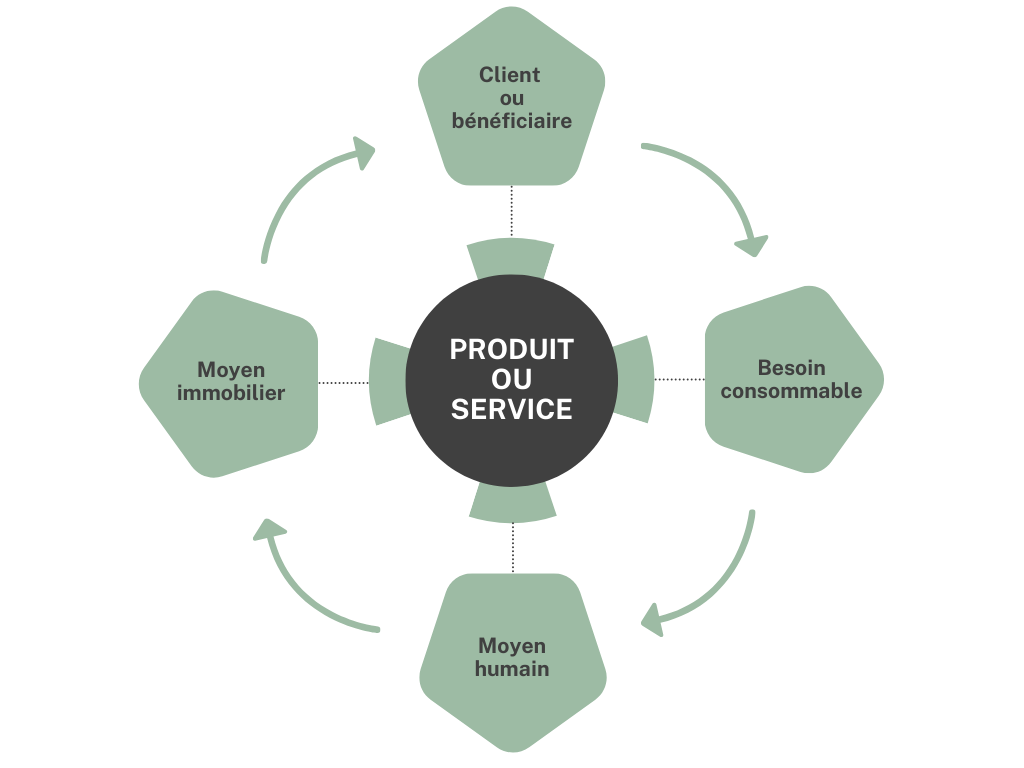 Client
ou
bénéficiaire
Moyen
immobilier
PRODUIT
OU
SERVICE
Besoin
consommable
Moyen
humain